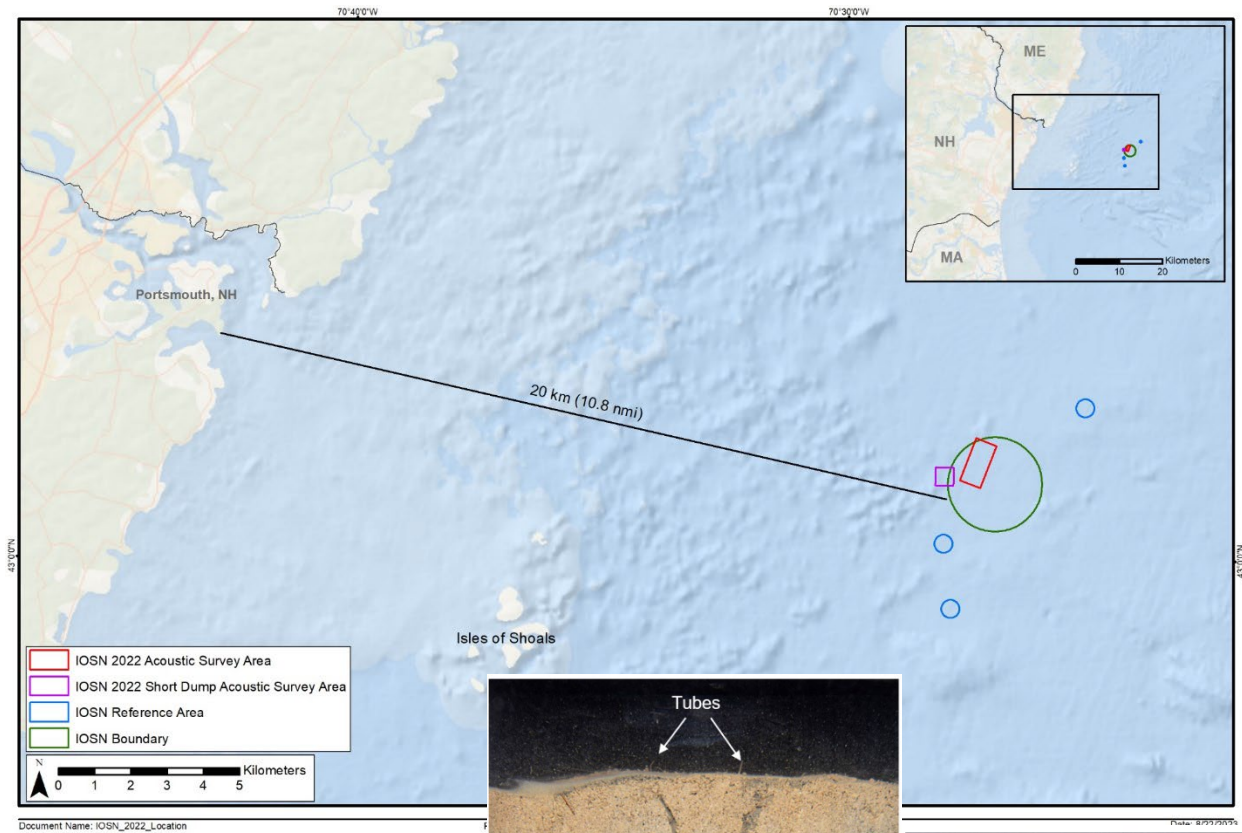 70°40'0"W
70°30'0"W
ME
NH
MA
Kilometers
0 10 20
Portsmouth, NH
20 km (10.8 nmi)
43°0'0"N
43°0'0"N
Isles of Shoals
IOSN 2022 Acoustic Survey Area
IOSN 2022 Short Dump Acoustic Survey Area
IOSN Reference Area
IOSN Boundary
N
Kilometers
0 1 2 3 4 5
Tubes
Document Name: IOSN_2022_Location
Date: 8/22/2023